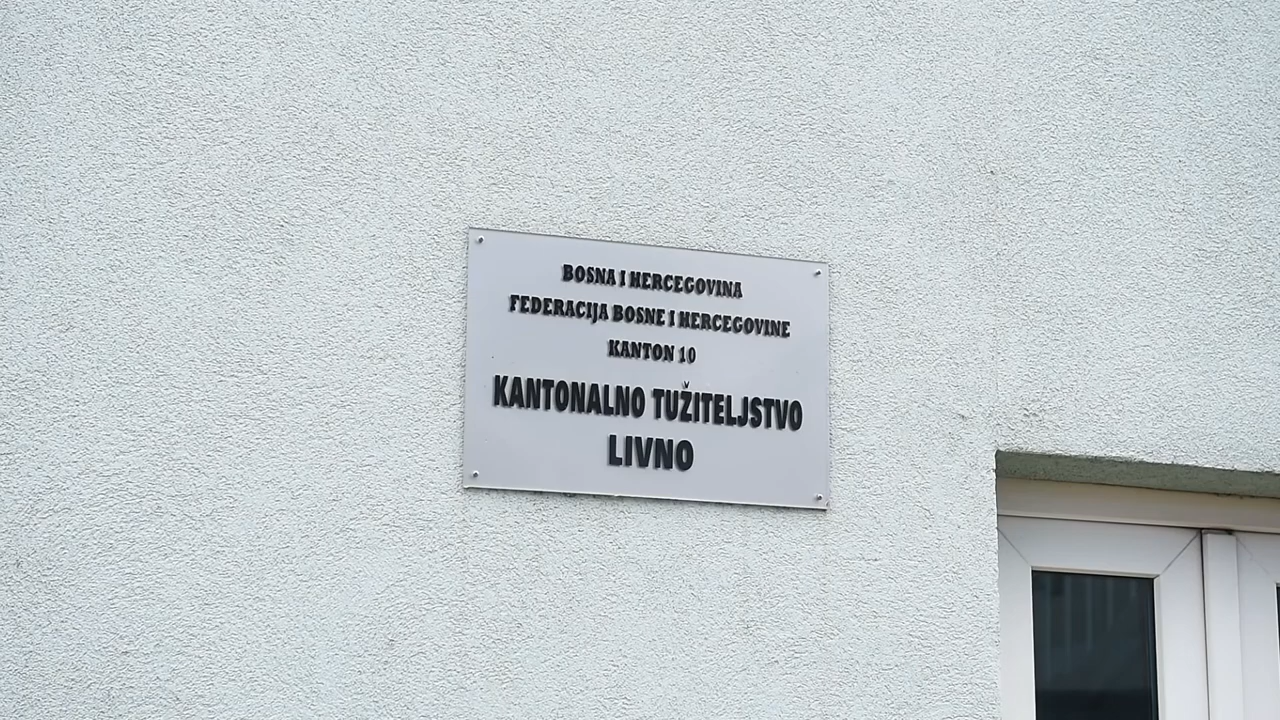 BOSNA I HERCEGOVINA
FEDERACIJA BOSNE I HERCEGOVINE
KANTON 10
KANTONALNO TUŽITELJSTVO
LIVNO